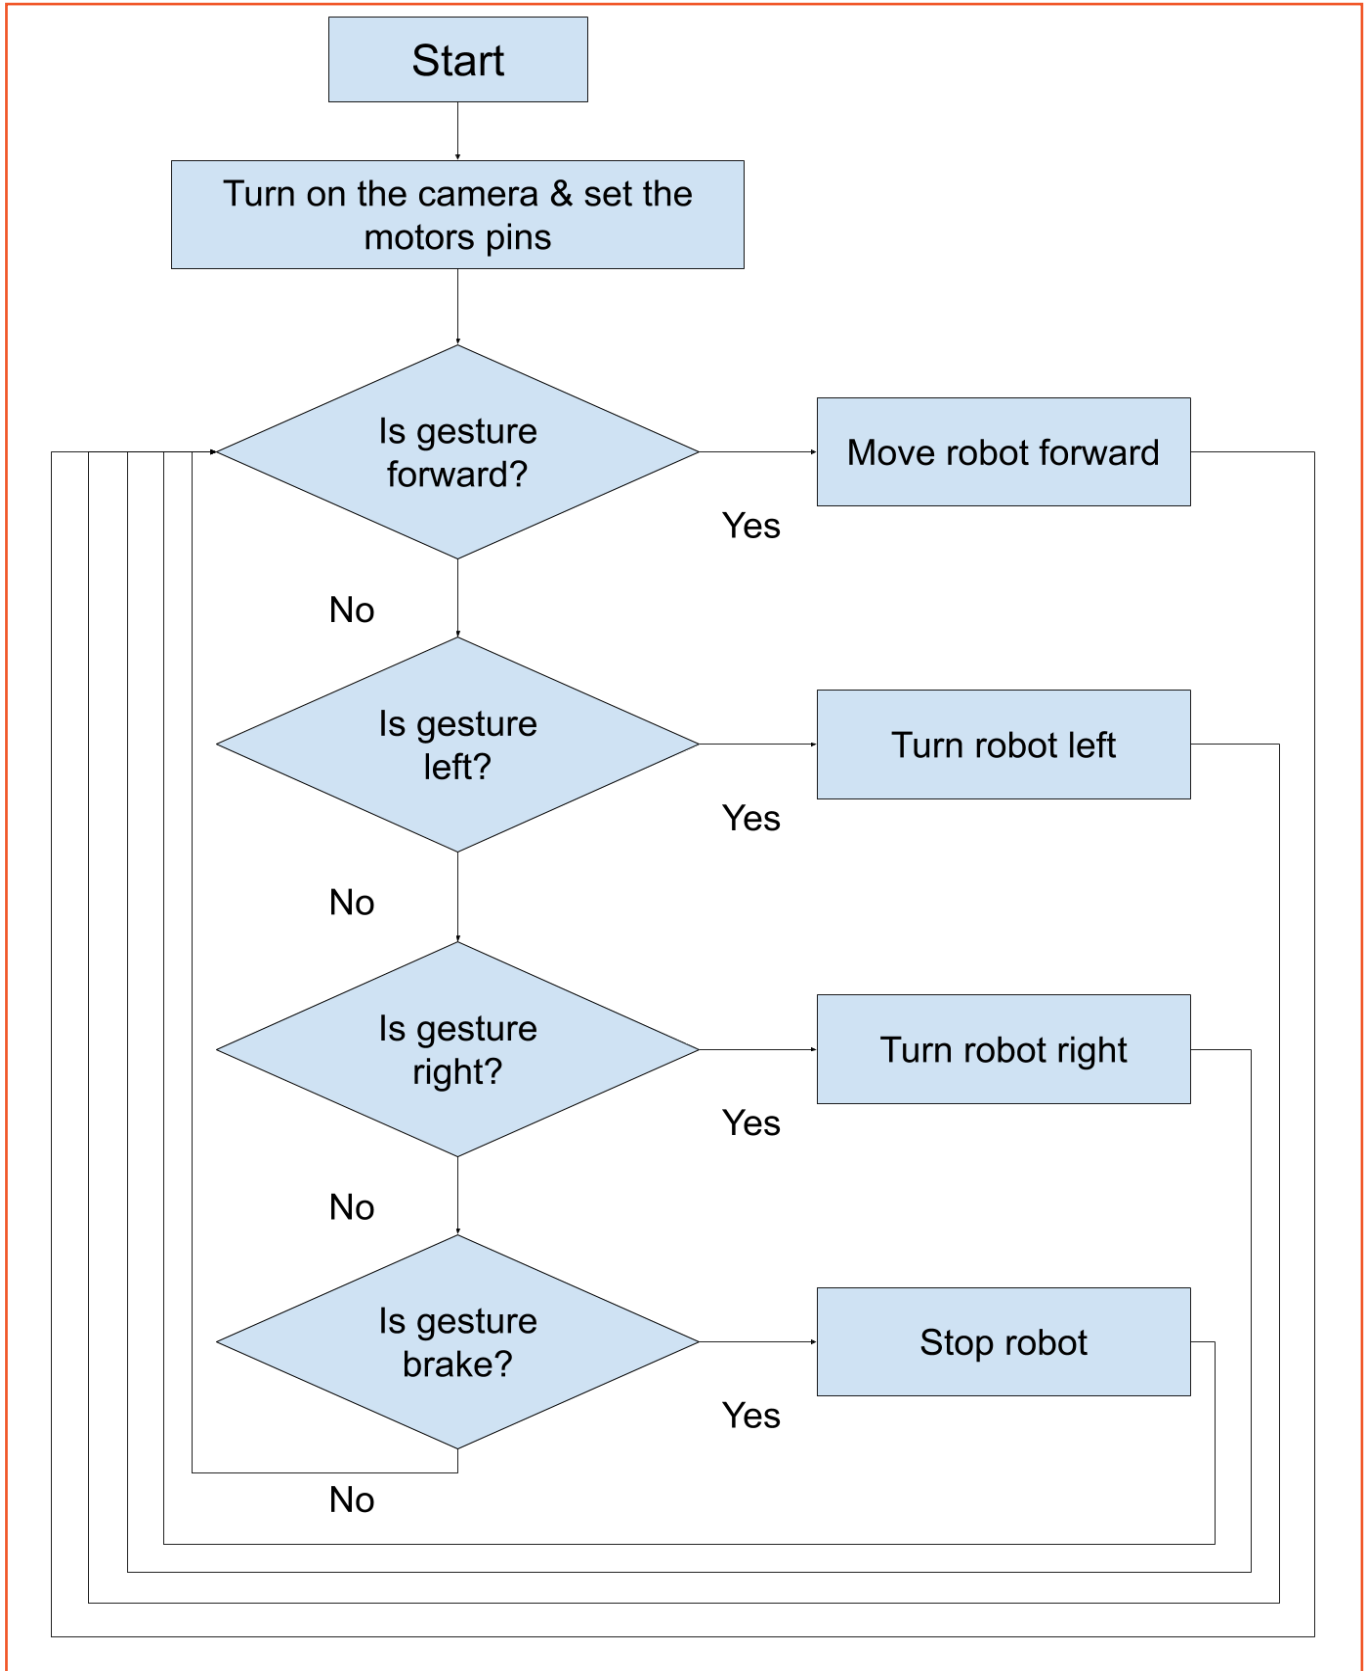 Start
Turn on the camera & set the
motors pins
Is gesture
forward?
Move robot forward
Yes
No
Is gesture
left?
Turn robot left
Yes
No
Is gesture
right?
Turn robot right
Yes
No
Is gesture
brake?
Stop robot
Yes
No